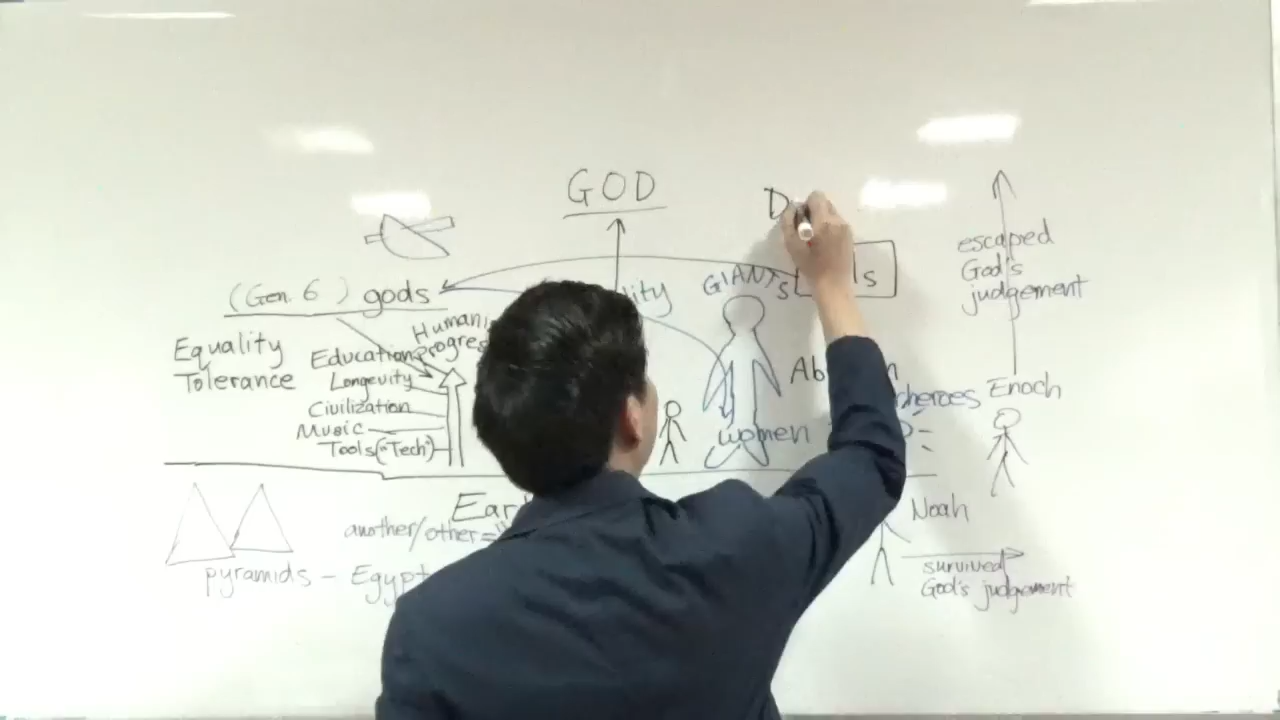 GOD
D
escaped
God's
judgement
GIANTs
(Gen. 6) gods
Equality
Tolerance
Education
Longevity
Civilization
Music
Tools(=Tech)
women
Enoch
Noah
another/other=
pyramids - Egypt
survived
God's judgement